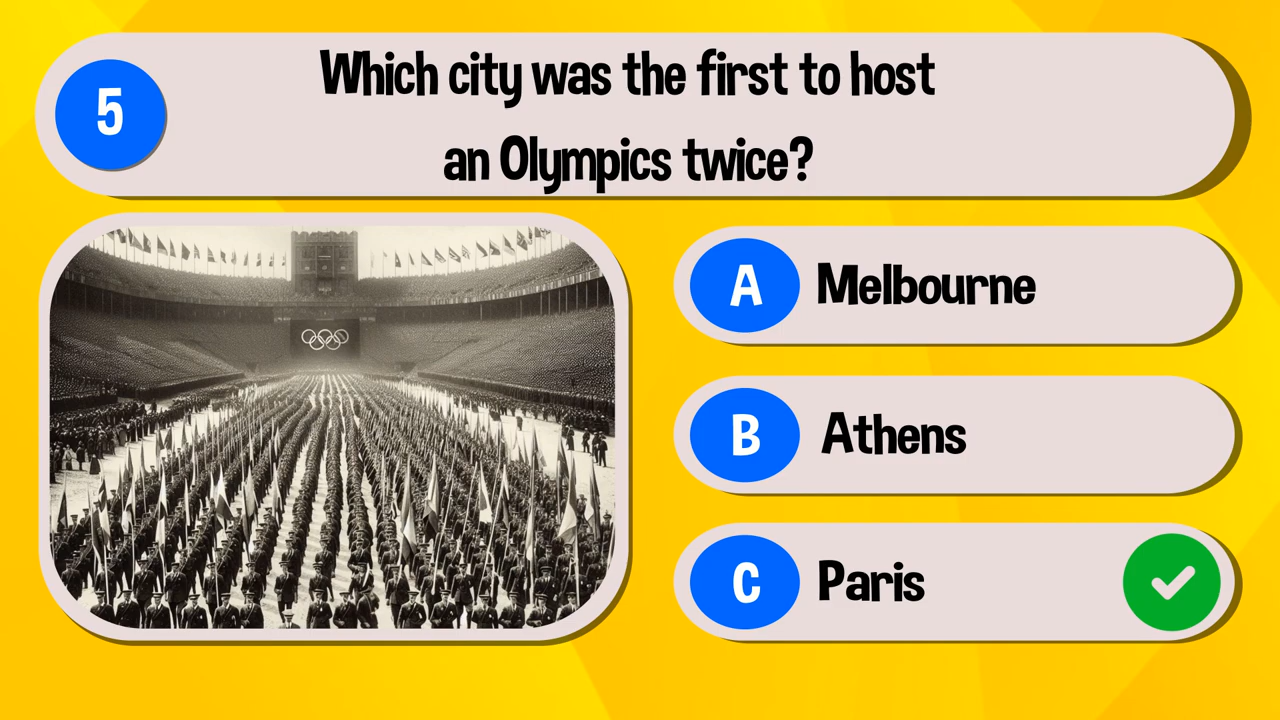 5
Which city was the first to host
an Olympics twice?
A Melbourne
B Athens
C Paris